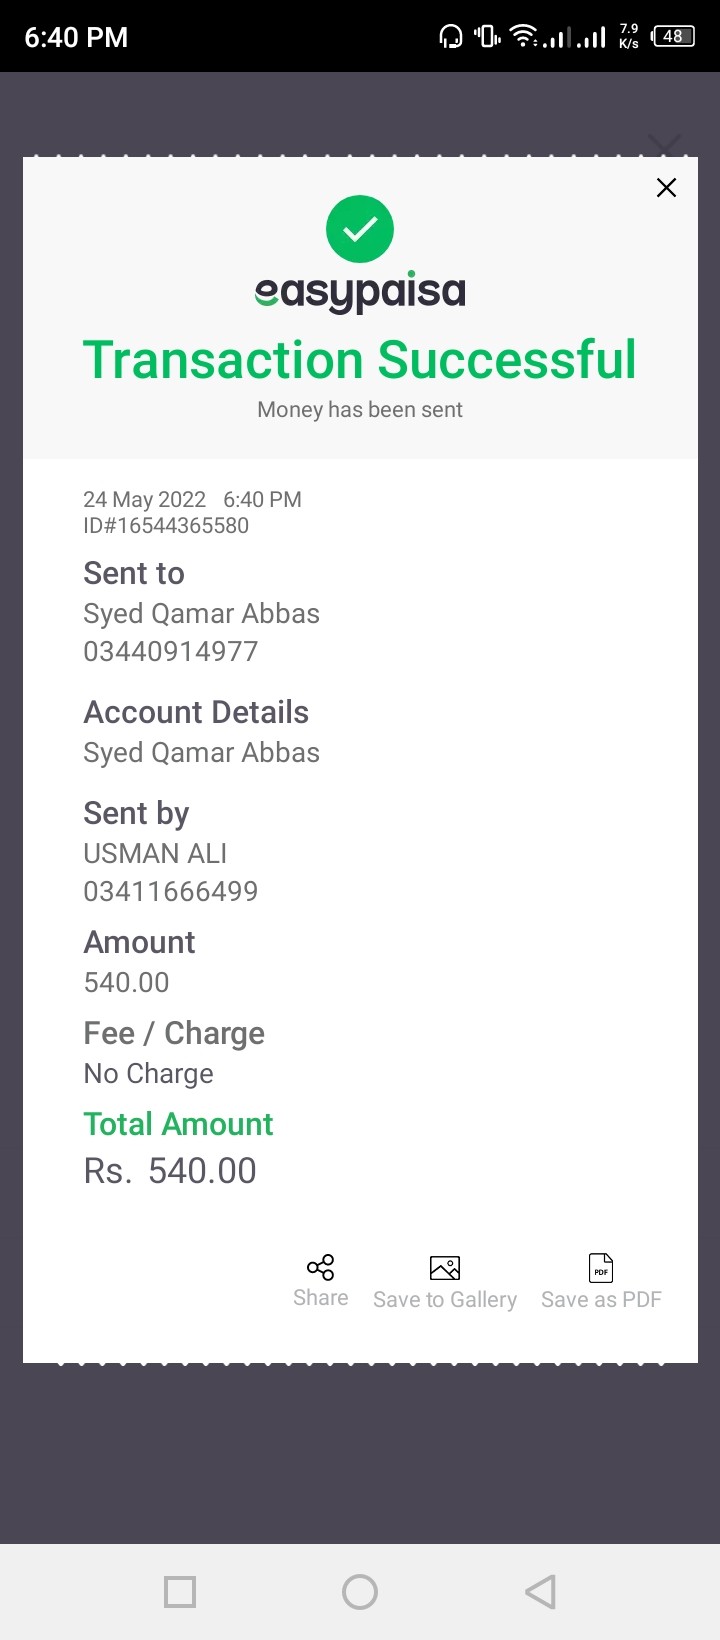 6:40 PM
7.9
K/s
48
easypaisa
Transaction Successful
Money has been sent
24 May 2022 6:40 PM
ID#16544365580
Sent to
Syed Qamar Abbas
03440914977
Account Details
Syed Qamar Abbas
Sent by
USMAN ALI
03411666499
Amount
540.00
Fee / Charge
No Charge
Total Amount
Rs. 540.00
PDF
Share Save to Gallery Save as PDF